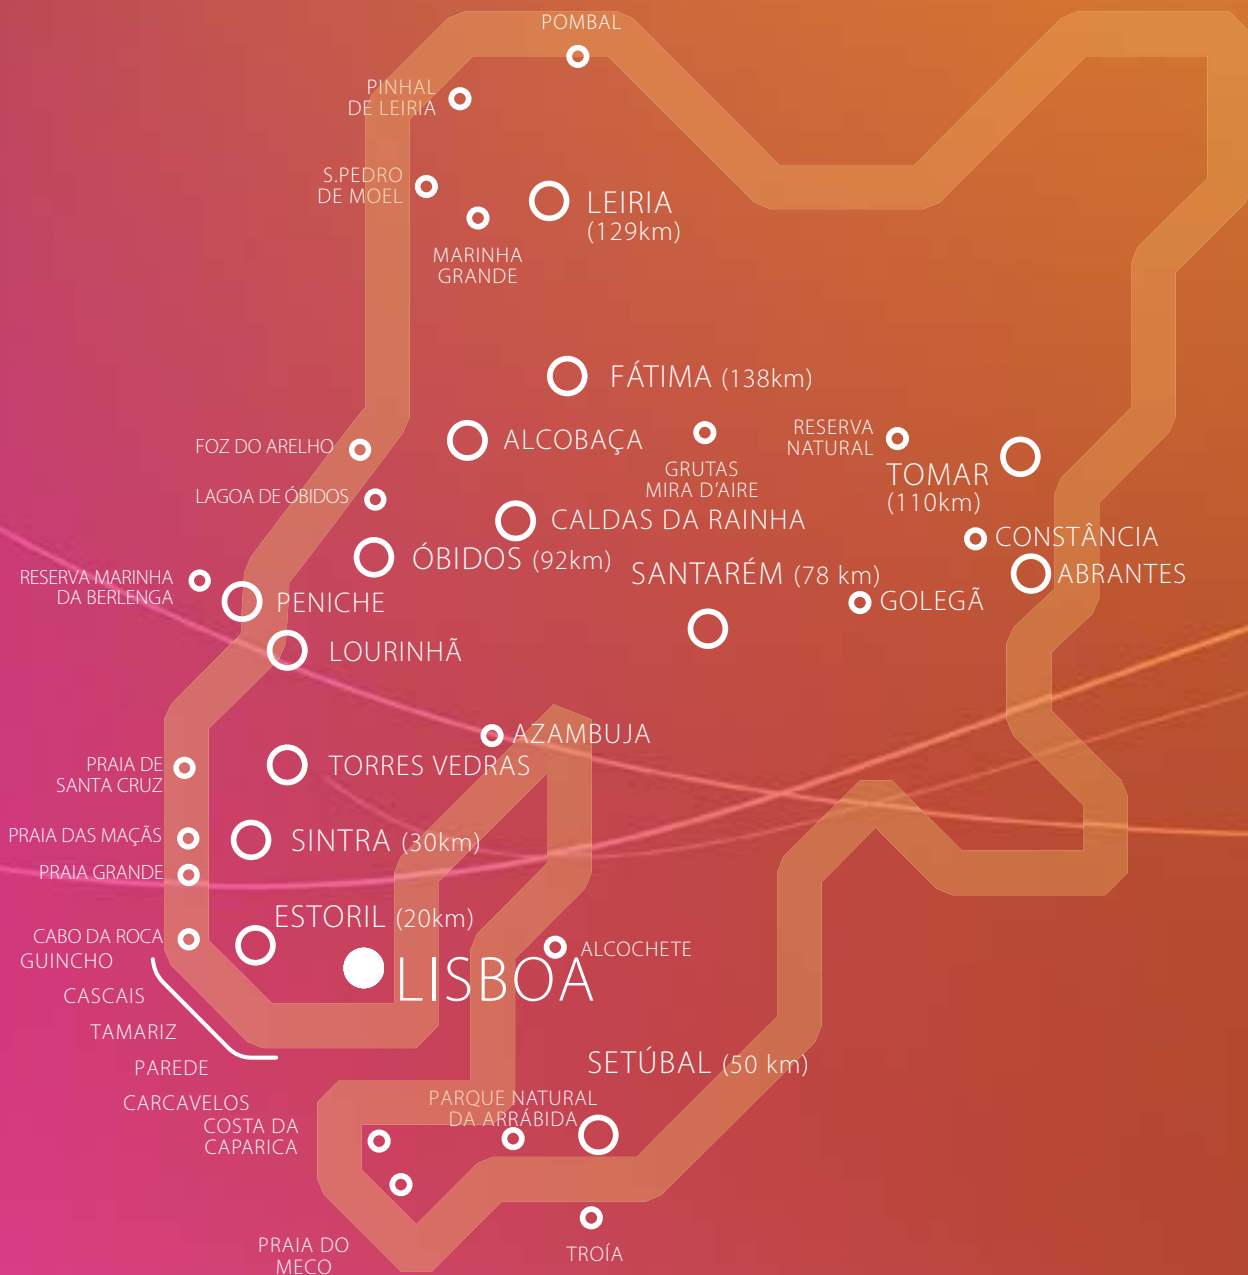 POMBAL
PINHAL
DE LEIRIA
S.PEDRO
DE MOEL
LEIRIA
(129km)
MARINHA
GRANDE
FÁTIMA (138km)
FOZ DO ARELHO
ALCOBAÇA
GRUTAS
MIRA D’AIRE
RESERVA
NATURAL
TOMAR
(110km)
LAGOA DE ÓBIDOS
CALDAS DA RAINHA
CONSTÂNCIA
ÓBIDOS (92km)
SANTARÉM (78 km)
ABRANTES
RESERVA MARINHA
DA BERLENGA
PENICHE
GOLEGÃ
LOURINHÃ
AZAMBUJA
PRAIA DE
SANTA CRUZ
TORRES VEDRAS
PRAIA DAS MAÇÃS
SINTRA (30km)
PRAIA GRANDE
ESTORIL (20km)
CABO DA ROCA
GUINCHO
ALCOCHETE
LISBOA
CASCAIS
TAMARIZ
PAREDE
SETÚBAL (50 km)
CARCAVELOS
PARQUE NATURAL
DA ARRÁBIDA
COSTA DA
CAPARICA
PRAIA DO
MECO
TROÍA